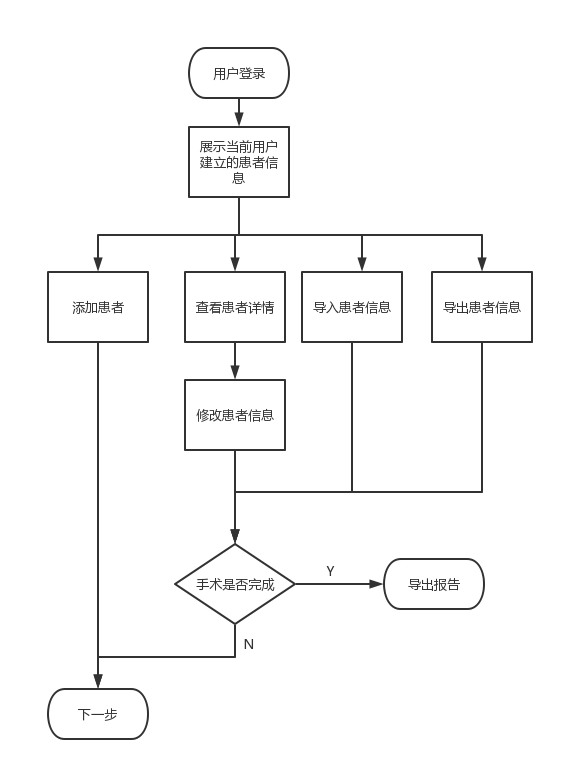 用户登录
展示当前用户
建立的患者信
息
添加患者
查看患者详情
导入患者信息
导出患者信息
修改患者信息
手术是否完成
Y
导出报告
N
下一步